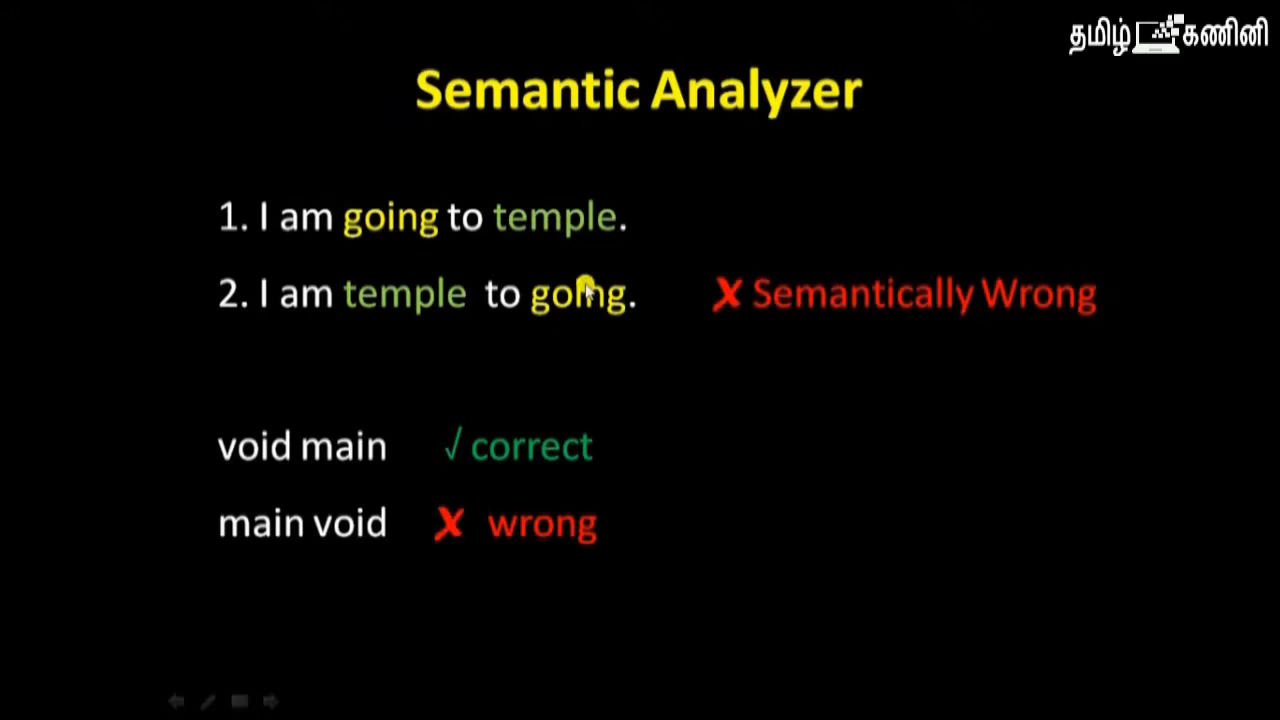 தமிழ் கணினி
Semantic Analyzer
1. I am going to temple.
2. I am temple to going. ✘ Semantically Wrong
void main √ correct
main void ✘ wrong